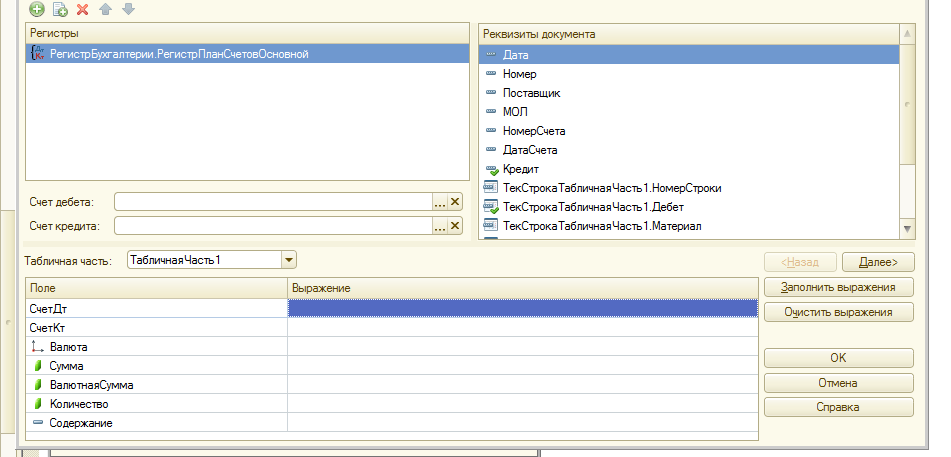 Регистры
Реквизиты документа
Дт
Кт
РегистрБухгалтерии.РегистрПланСчетовОсновной
Дата
Номер
Поставщик
МОЛ
НомерСчета
ДатаСчета
Кредит
ТекСтрокаТабличнаяЧасть1.НомерСтроки
ТекСтрокаТабличнаяЧасть1.Дебет
ТекСтрокаТабличнаяЧасть1.Материал
Счет дебета:
...
Счет кредита:
...
Табличная часть:
ТабличнаяЧасть1
<Назад
Далее>
Поле
Выражение
Заполнить выражения
СчетДт
Очистить выражения
СчетКт
Валюта
Сумма
ВалютнаяСумма
Количество
Содержание
OK
Отмена
Справка